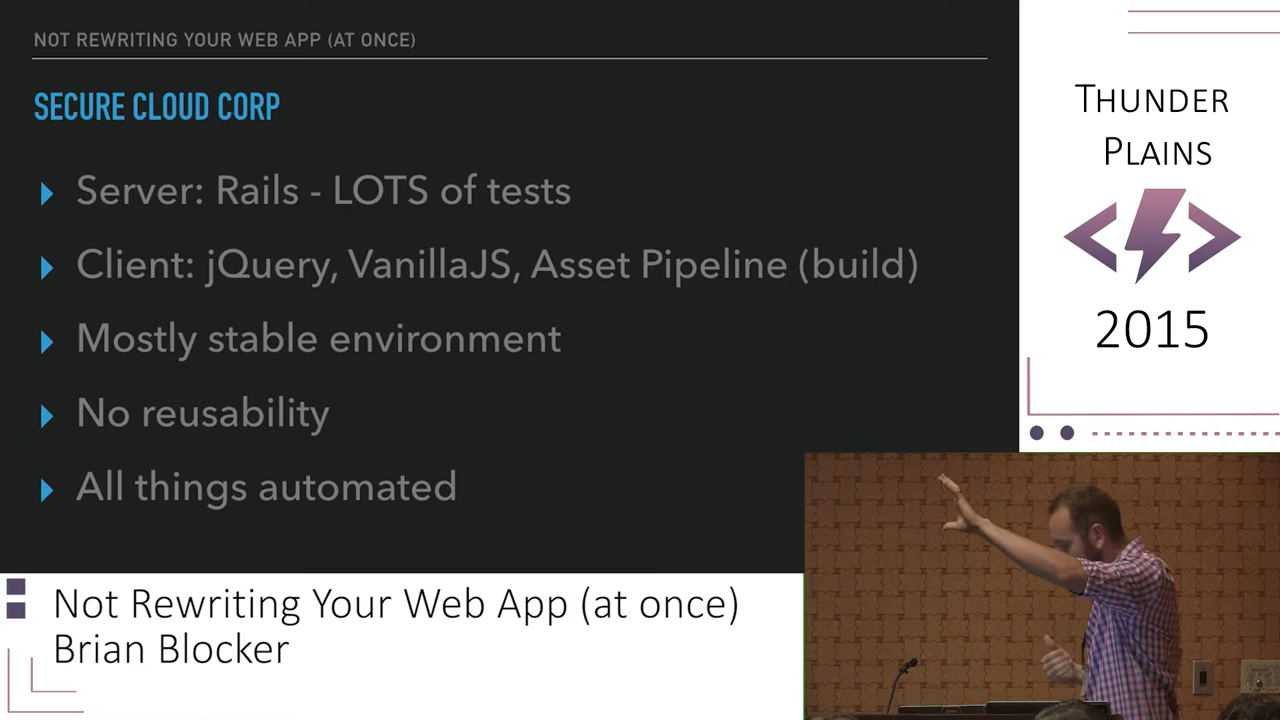 NOT REWRITING YOUR WEB APP (AT ONCE)
SECURE CLOUD CORP
Server: Rails - LOTS of tests
Client: jQuery, VanillaJS, Asset Pipeline (build)
Mostly stable environment
No reusability
All things automated
THUNDER
PLAINS
2015
Not Rewriting Your Web App (at once)
Brian Blocker